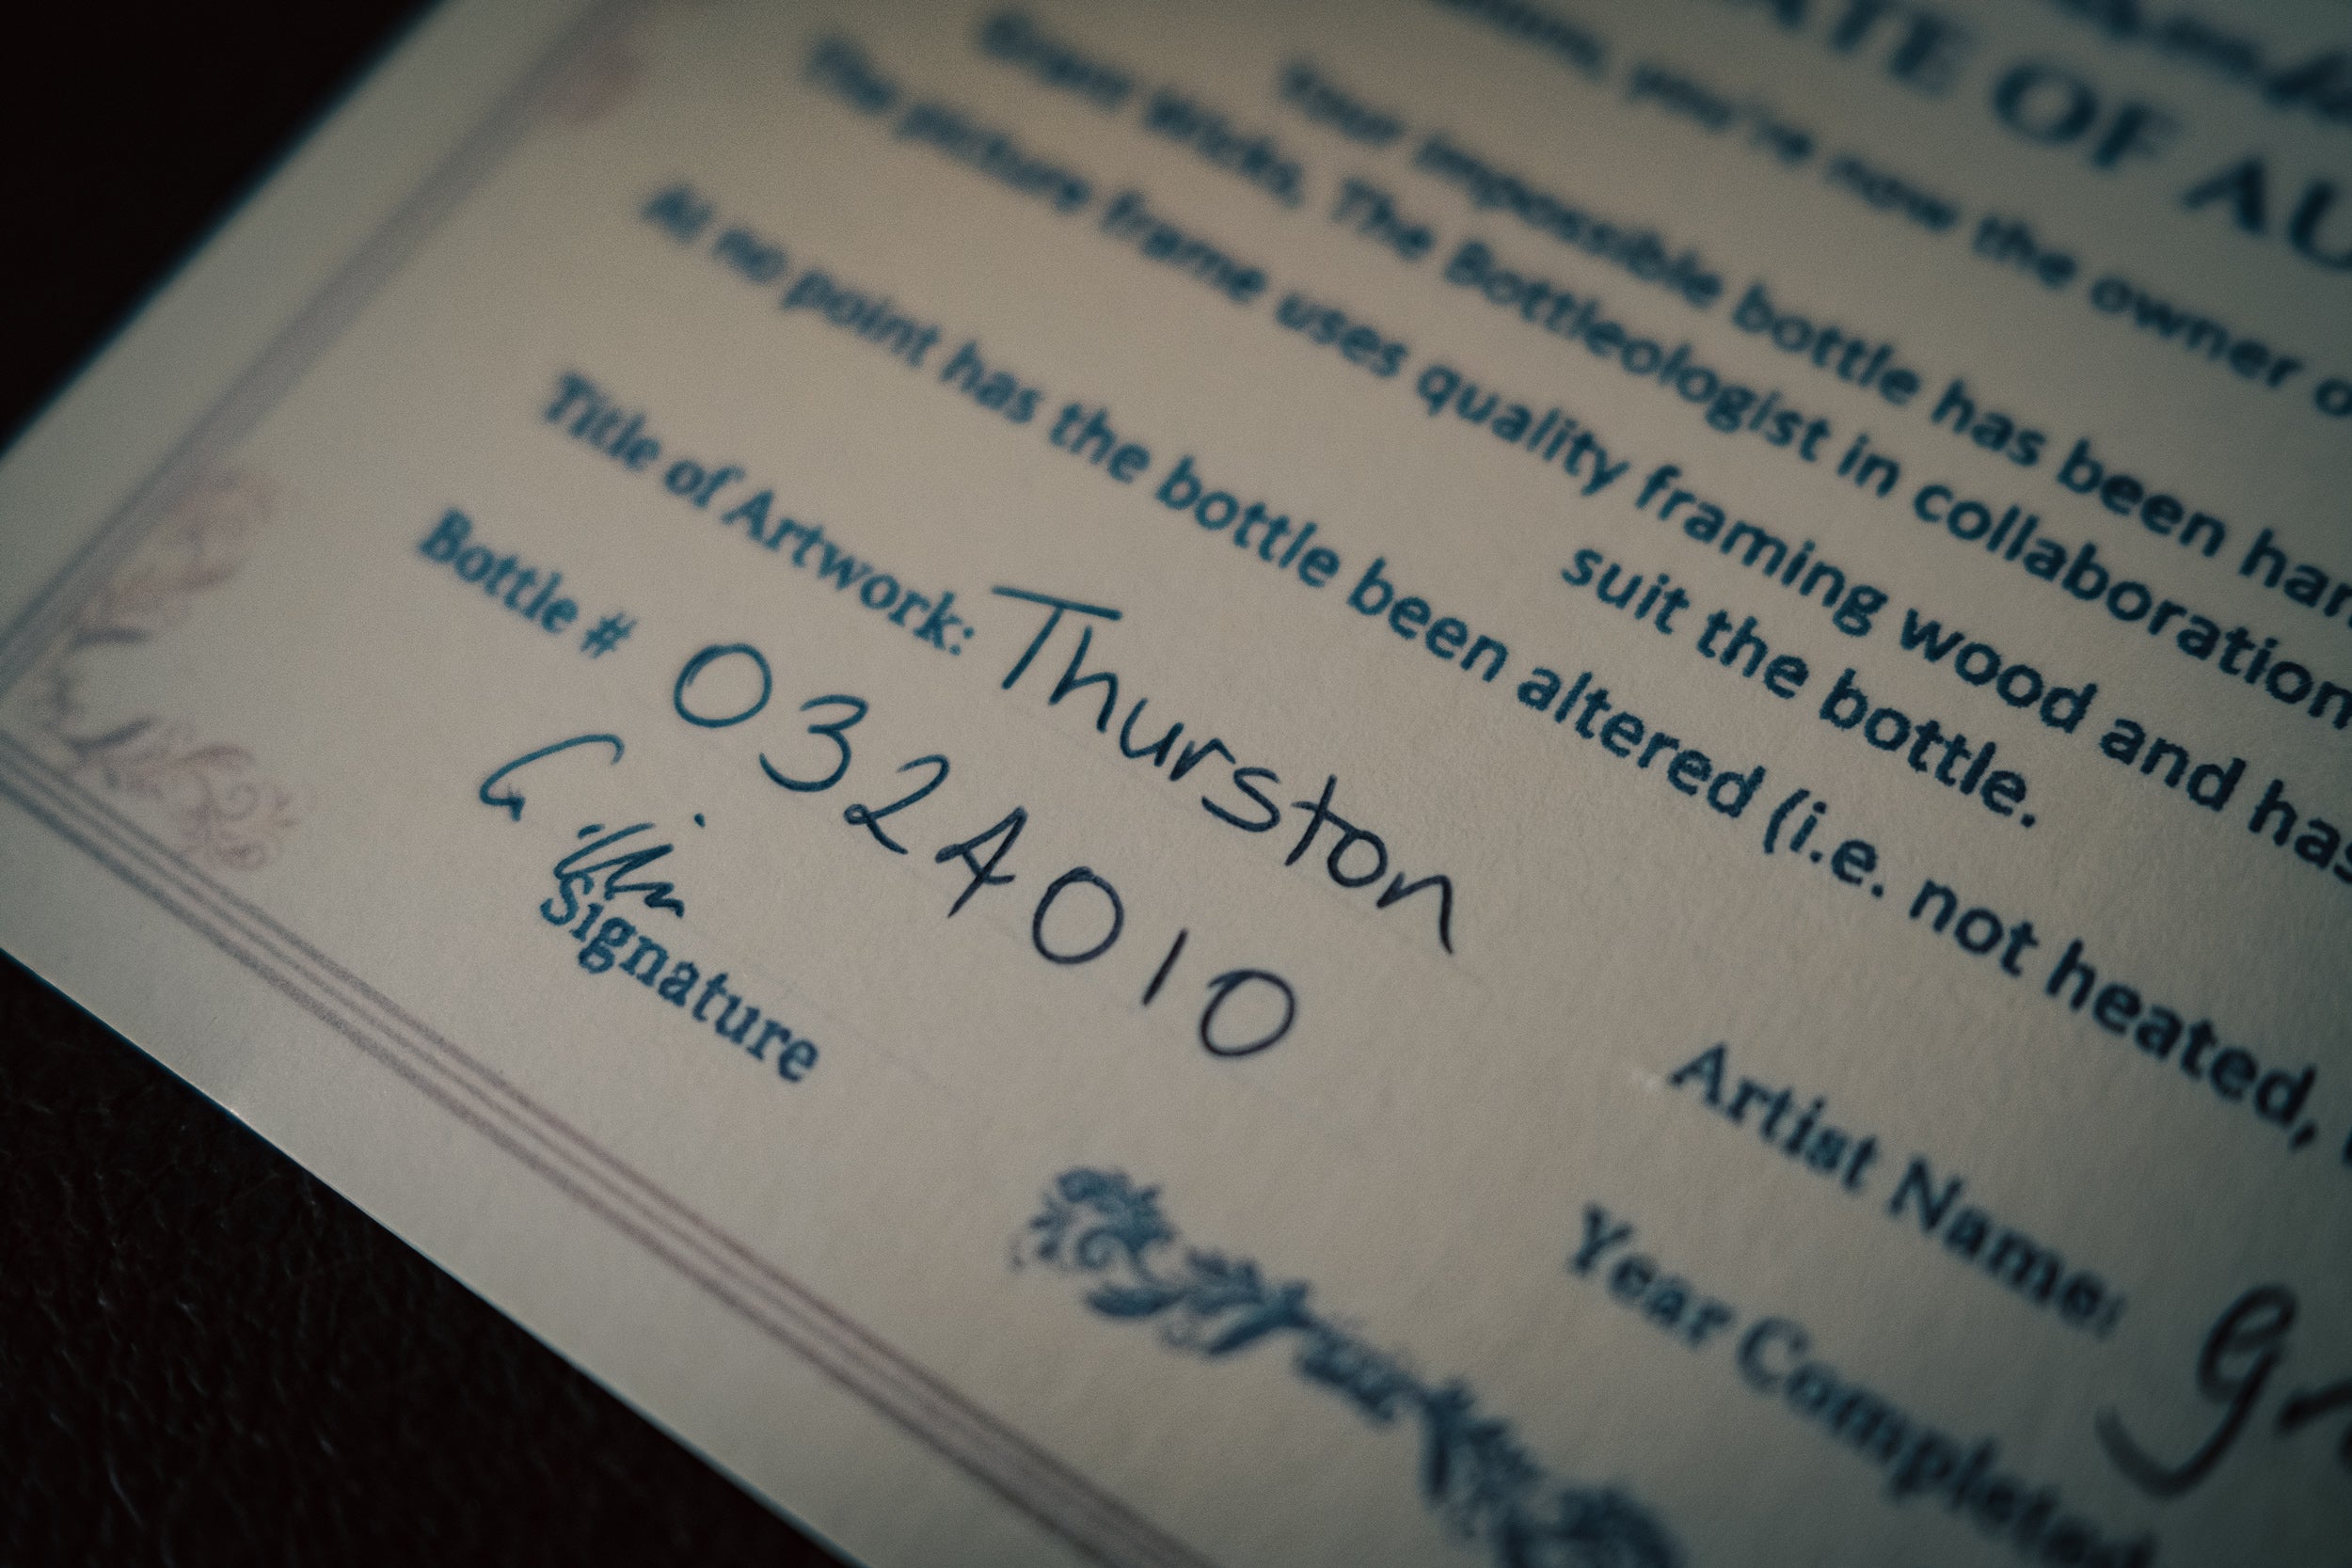 ATE OF AU
you're now the owner o
Your impossible bottle has been han
Wicks, The Bottleologist in collaboration
The picture frame uses quality framing wood and has
suit the bottle.
At no point has the bottle been altered (i.e. not heated,
Title of Artwork: Thurston
Artist Name: gr
Bottle # 0324010
Year Completed
Signature